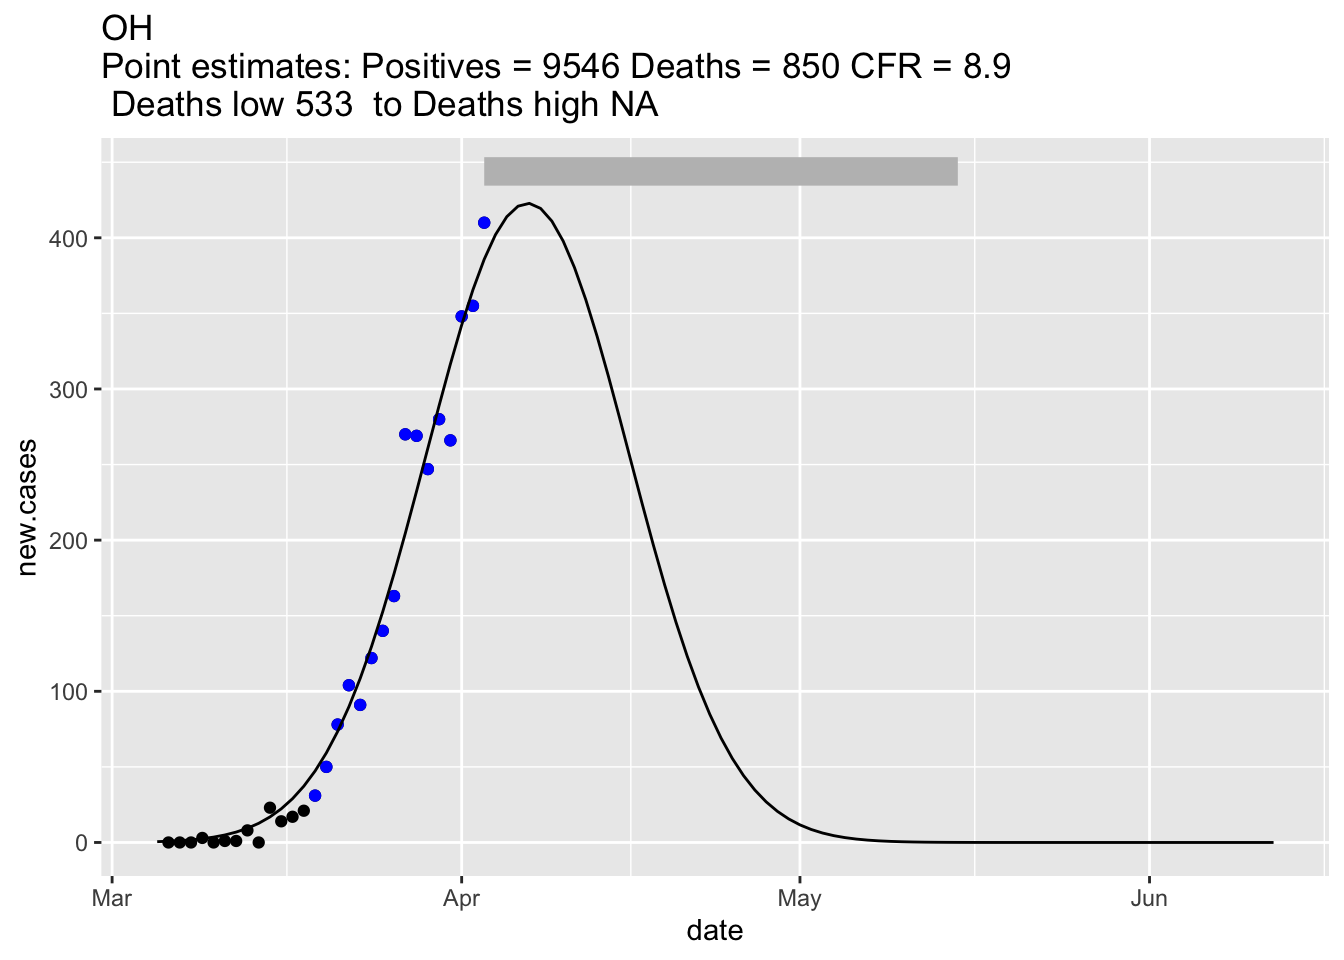 OH
Point estimates: Positives = 9546 Deaths = 850 CFR = 8.9
Deaths low 533  to Deaths high NA
400
300
200
100
0
new.cases
Mar
Apr
May
Jun
date